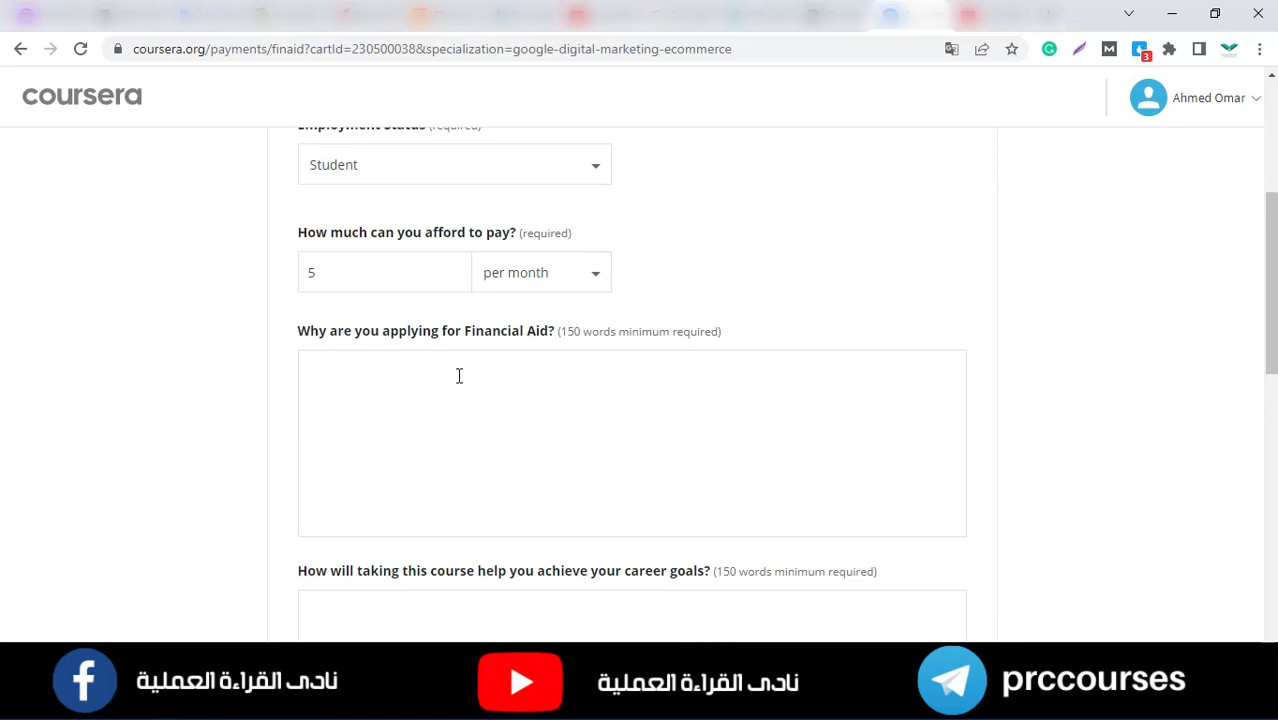 coursera.org/payments/finaid?cartId=230500038&specialization=google-digital-marketing-ecommerce
3
coursera
Ahmed Omar
Employment Status (required)
Student
How much can you afford to pay? (required)
5
per month
Why are you applying for Financial Aid? (150 words minimum required)
How will taking this course help you achieve your career goals? (150 words minimum required)
نادى القراءة العملية
نادى القراءة العملية
prccourses